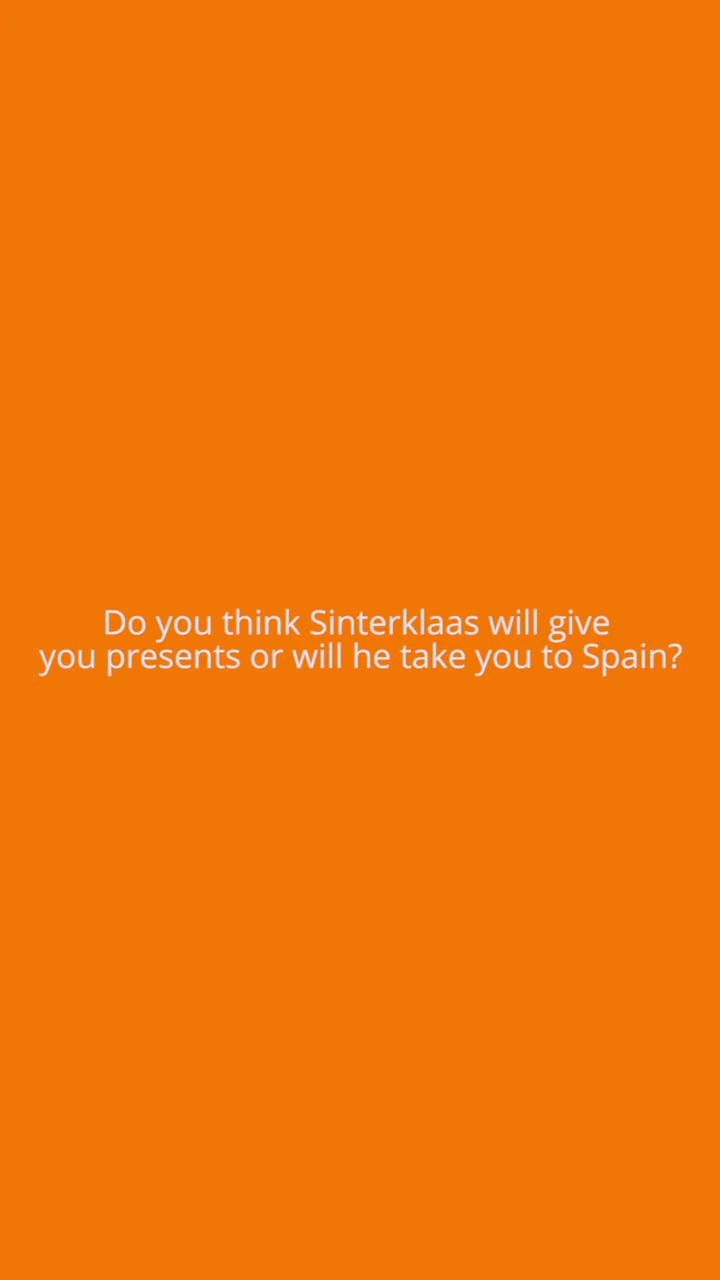 Do you think Sinterklaas will give
you presents or will he take you to Spain?